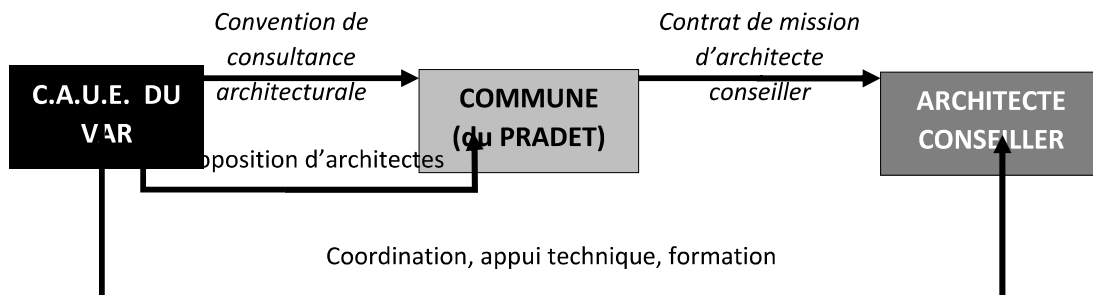 Convention de
consultance
architecturale
Contrat de mission
d’architecte
conseiller
C.A.U.E. DU
VAR
COMMUNE
(du PRADET)
ARCHITECTE
CONSEILLER
oposition d’architectes
Coordination, appui technique, formation